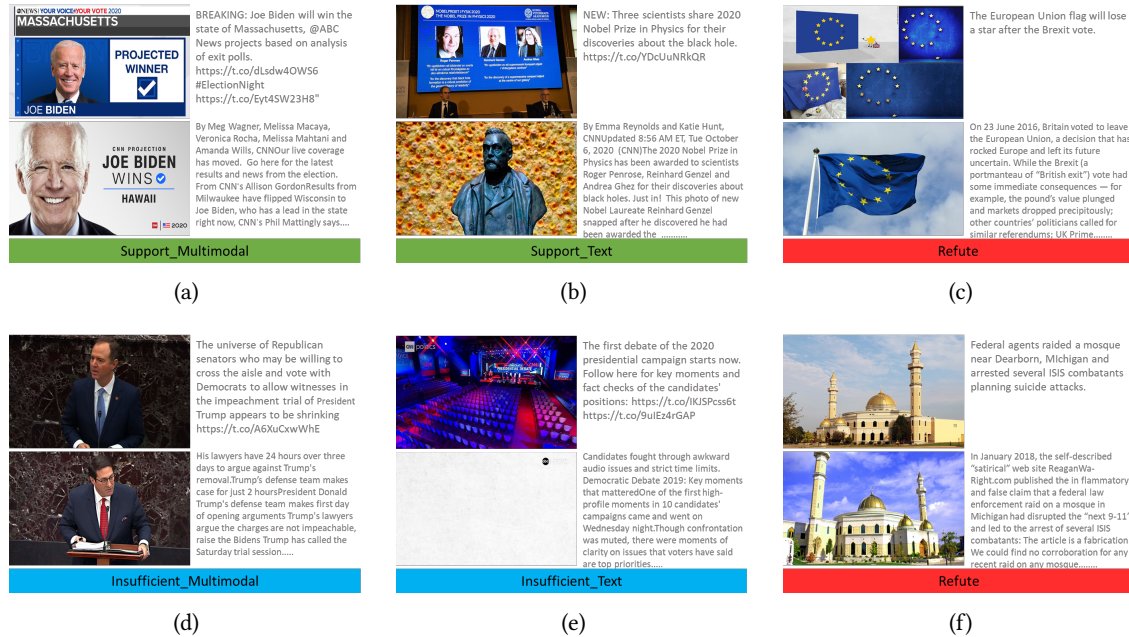 NEWS YOUR VOICE YOUR VOTE 2020
MASSACHUSETTS
PROJECTED
WINNER
JOE BIDEN
BREAKING: Joe Biden will win the
state of Massachusetts, @ABC
News projects based on analysis
of exit polls.
https://t.co/dLsdw4OWS6
#ElectionNight
https://t.co/Eyt4SW23H8"
CNN PROJECTION
JOE BIDEN
WINS
HAWAII
2020
By Meg Wagner, Melissa Macaya,
Veronica Rocha, Melissa Mahtani and
Amanda Wills, CNNOur live coverage
has moved. Go here for the latest
results and news from the election.
From CNN's Allison GordonResults from
Milwaukee have flipped Wisconsin to
Joe Biden, who has a lead in the state
right now, CNN's Phil Mattingly says....
Support_Multimodal
(a)
NOBELPRISET I FYSIK 2020
THE NOBEL PRIZE IN PHYSICS 2020
NEW: Three scientists share 2020
Nobel Prize in Physics for their
discoveries about the black hole.
https://t.co/YDcUuNRkQR
By Emma Reynolds and Katie Hunt,
CNNUpdated 8:56 AM ET, Tue October
6, 2020 (CNN)The 2020 Nobel Prize in
Physics has been awarded to scientists
Roger Penrose, Reinhard Genzel and
Andrea Ghez for their discoveries about
black holes. Just in! This photo of new
Nobel Laureate Reinhard Genzel
snapped after he discovered he had
been awarded the ...........
Support_Text
(b)
The European Union flag will lose
a star after the Brexit vote.
On 23 June 2016, Britain voted to leave
the European Union, a decision that has
rocked Europe and left its future
uncertain. While the Brexit (a
portmanteau of "British exit") vote had
some immediate consequences — for
example, the pound's value plunged
and markets dropped precipitously;
other countries' politicians called for
similar referendums; UK Prime........
Refute
(c)
The universe of Republican
senators who may be willing to
cross the aisle and vote with
Democrats to allow witnesses in
the impeachment trial of President
Trump appears to be shrinking
https://t.co/A6XuCxwWhE
His lawyers have 24 hours over three
days to argue against Trump's
removal.Trump's defense team makes
case for just 2 hoursPresident Donald
Trump's defense team makes first day
of opening arguments Trump's lawyers
argue the charges are not impeachable,
raise the Bidens Trump has called the
Saturday trial session.....
Insufficient_Multimodal
(d)
politics
PRESIDENTIAL DEBATE
The first debate of the 2020
presidential campaign starts now.
Follow here for key moments and
fact checks of the candidates'
positions: https://t.co/IKJSPcss6t
https://t.co/9uIEz4rGAP
Candidates fought through awkward
audio issues and strict time limits.
Democratic Debate 2019: Key moments
that matteredOne of the first high-
profile moments in 10 candidates'
campaigns came and went on
Wednesday night.Though confrontation
was muted, there were moments of
clarity on issues that voters have said
are top priorities.....
Insufficient_Text
(e)
Federal agents raided a mosque
near Dearborn, Michigan and
arrested several ISIS combatants
planning suicide attacks.
In January 2018, the self-described
"satirical" web site ReaganWa-
Right.com published the in flammatory
and false claim that a federal law
enforcement raid on a mosque in
Michigan had disrupted the "next 9-11"
and led to the arrest of several ISIS
combatants: The article is a fabrication
We could find no corroboration for any
recent raid on any mosque........
Refute
(f)